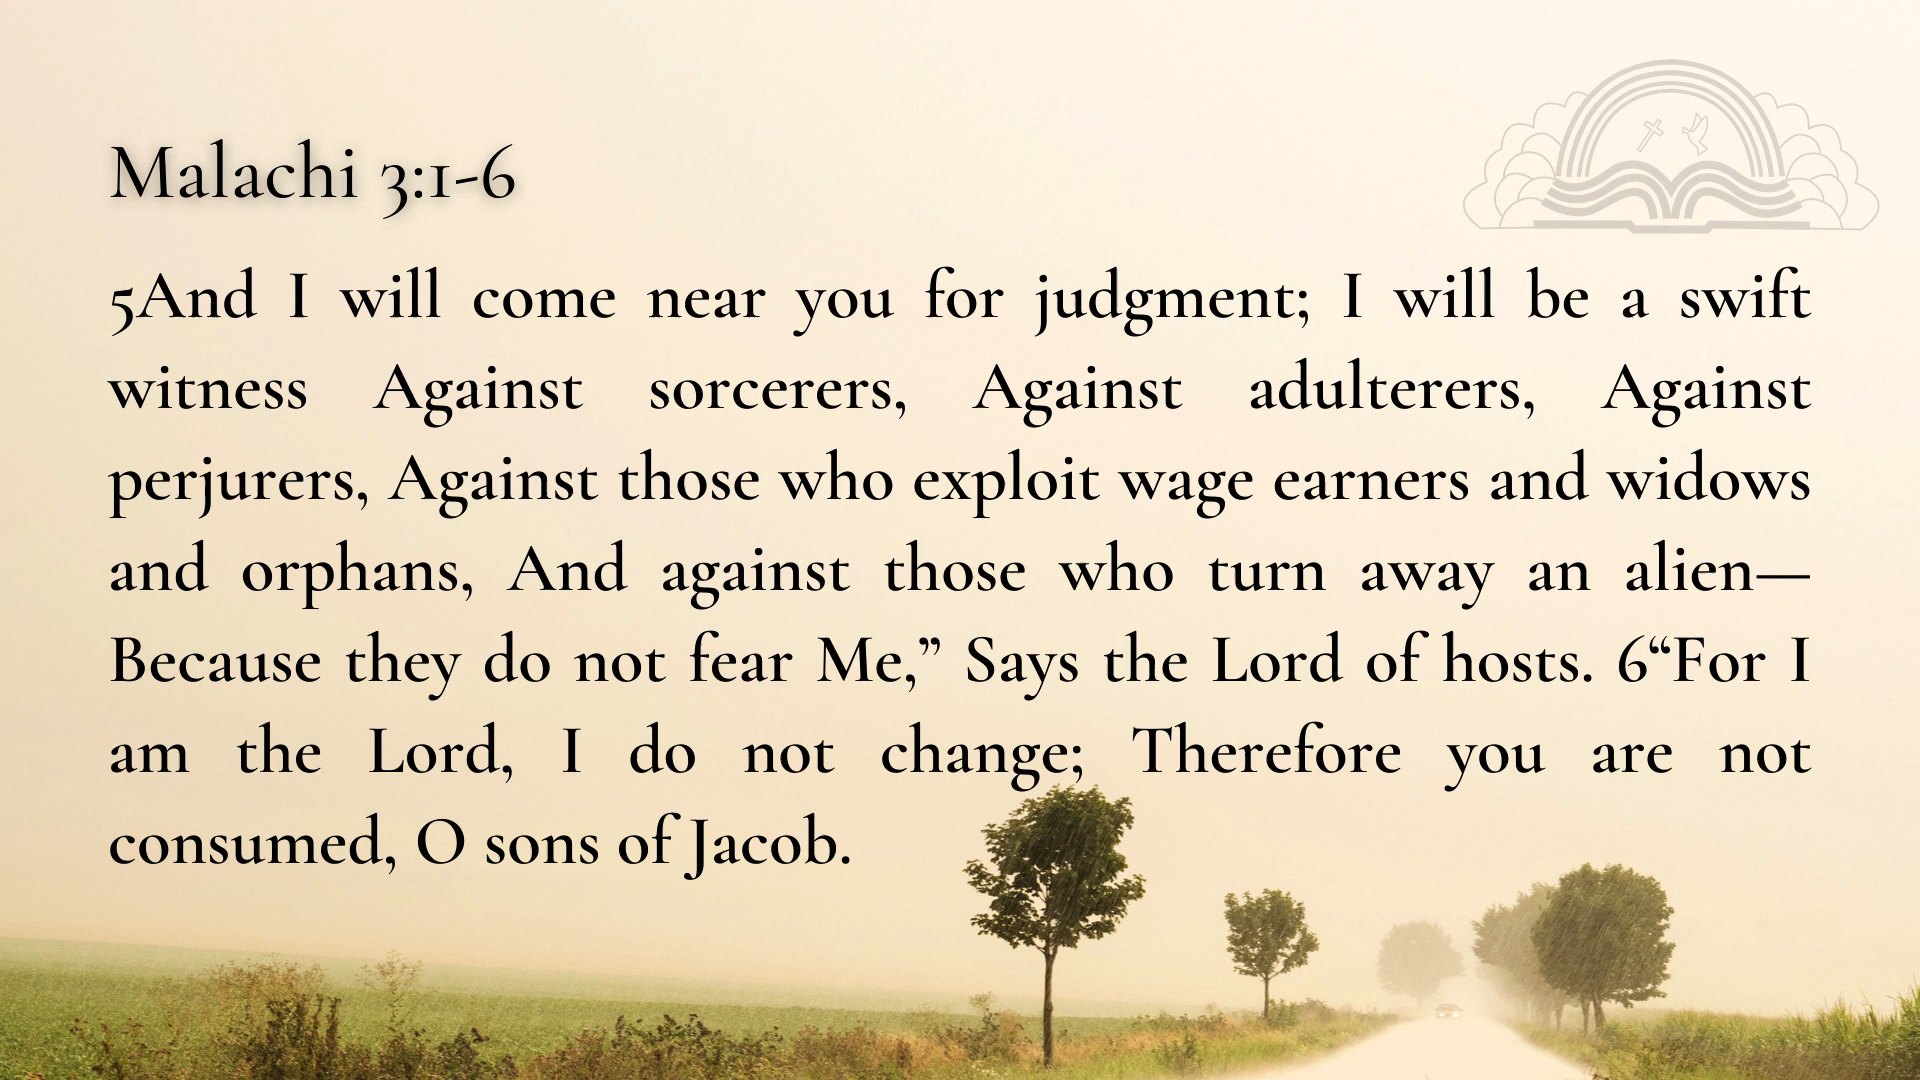 Malachi 3:1-6
5And I will come near you for judgment; I will be a swift
witness Against sorcerers, Against adulterers, Against
perjurers, Against those who exploit wage earners and widows
and orphans, And against those who turn away an alien—
Because they do not fear Me,” Says the Lord of hosts. 6“For I
am the Lord, I do not change; Therefore you are not
consumed, O sons of Jacob.